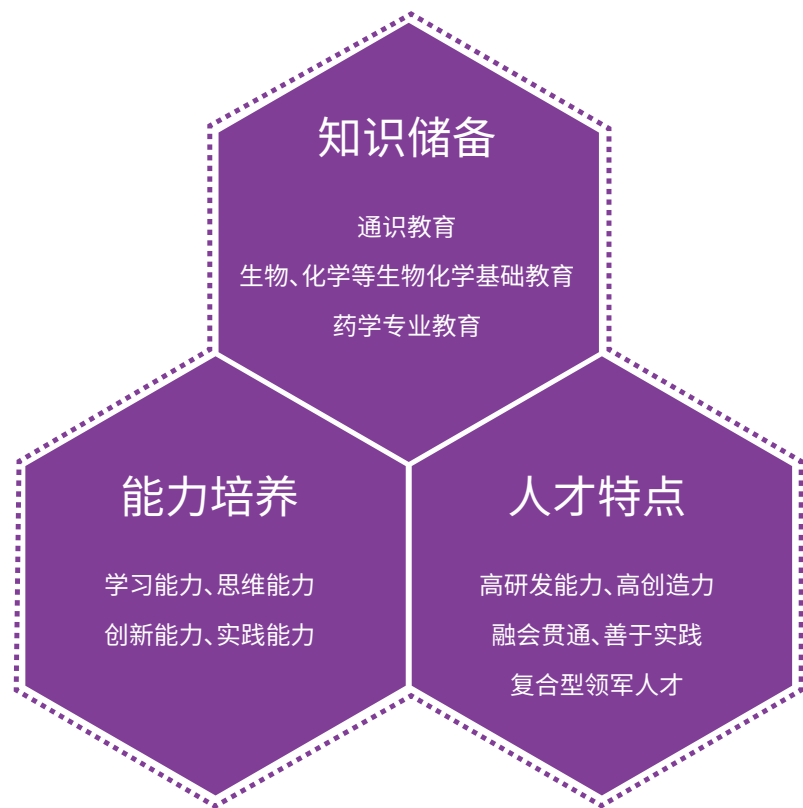 知识储备
通识教育
生物、化学等生物化学基础教育
药学专业教育
能力培养
学习能力、思维能力
创新能力、实践能力
人才特点
高研发能力、高创造力
融会贯通、善于实践
复合型领军人才